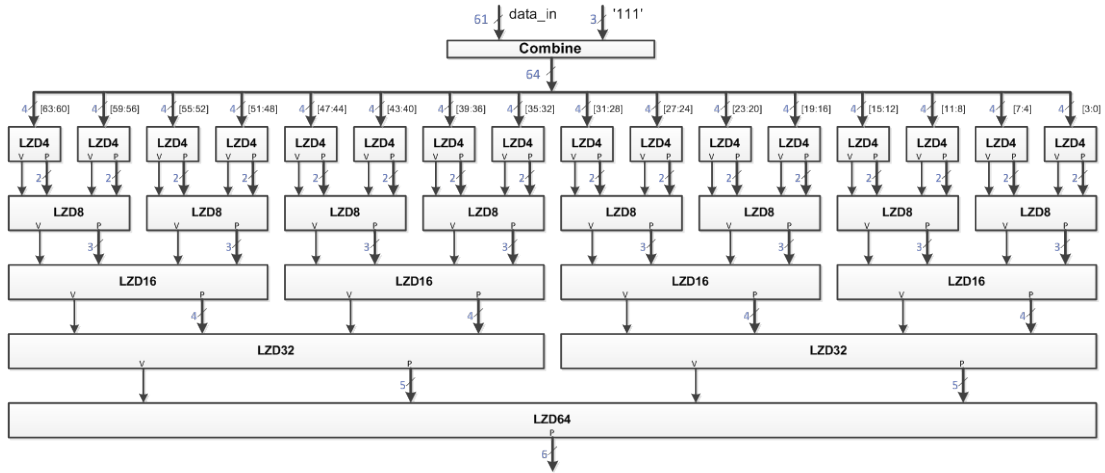 61 data_in 3 '111'
Combine
64
4 [63:60] 4 [59:56] 4 [55:52] 4 [51:48] 4 [47:44] 4 [43:40] 4 [39:36] 4 [35:32] 4 [31:28] 4 [27:24] 4 [23:20] 4 [19:16] 4 [15:12] 4 [11:8] 4 [7:4] 4 [3:0]
LZD4 LZD4 LZD4 LZD4 LZD4 LZD4 LZD4 LZD4 LZD4 LZD4 LZD4 LZD4 LZD4 LZD4 LZD4 LZD4
V P V P V P V P V P V P V P V P V P V P V P V P V P V P V P V P
2 2 2 2 2 2 2 2 2 2 2 2 2 2 2 2
LZD8 LZD8 LZD8 LZD8 LZD8 LZD8 LZD8 LZD8
V P V P V P V P V P V P V P V P
3 3 3 3 3 3 3 3
LZD16 LZD16 LZD16 LZD16
V P V P V P V P
4 4 4 4
LZD32 LZD32
V P V P
5 5
LZD64
P
6